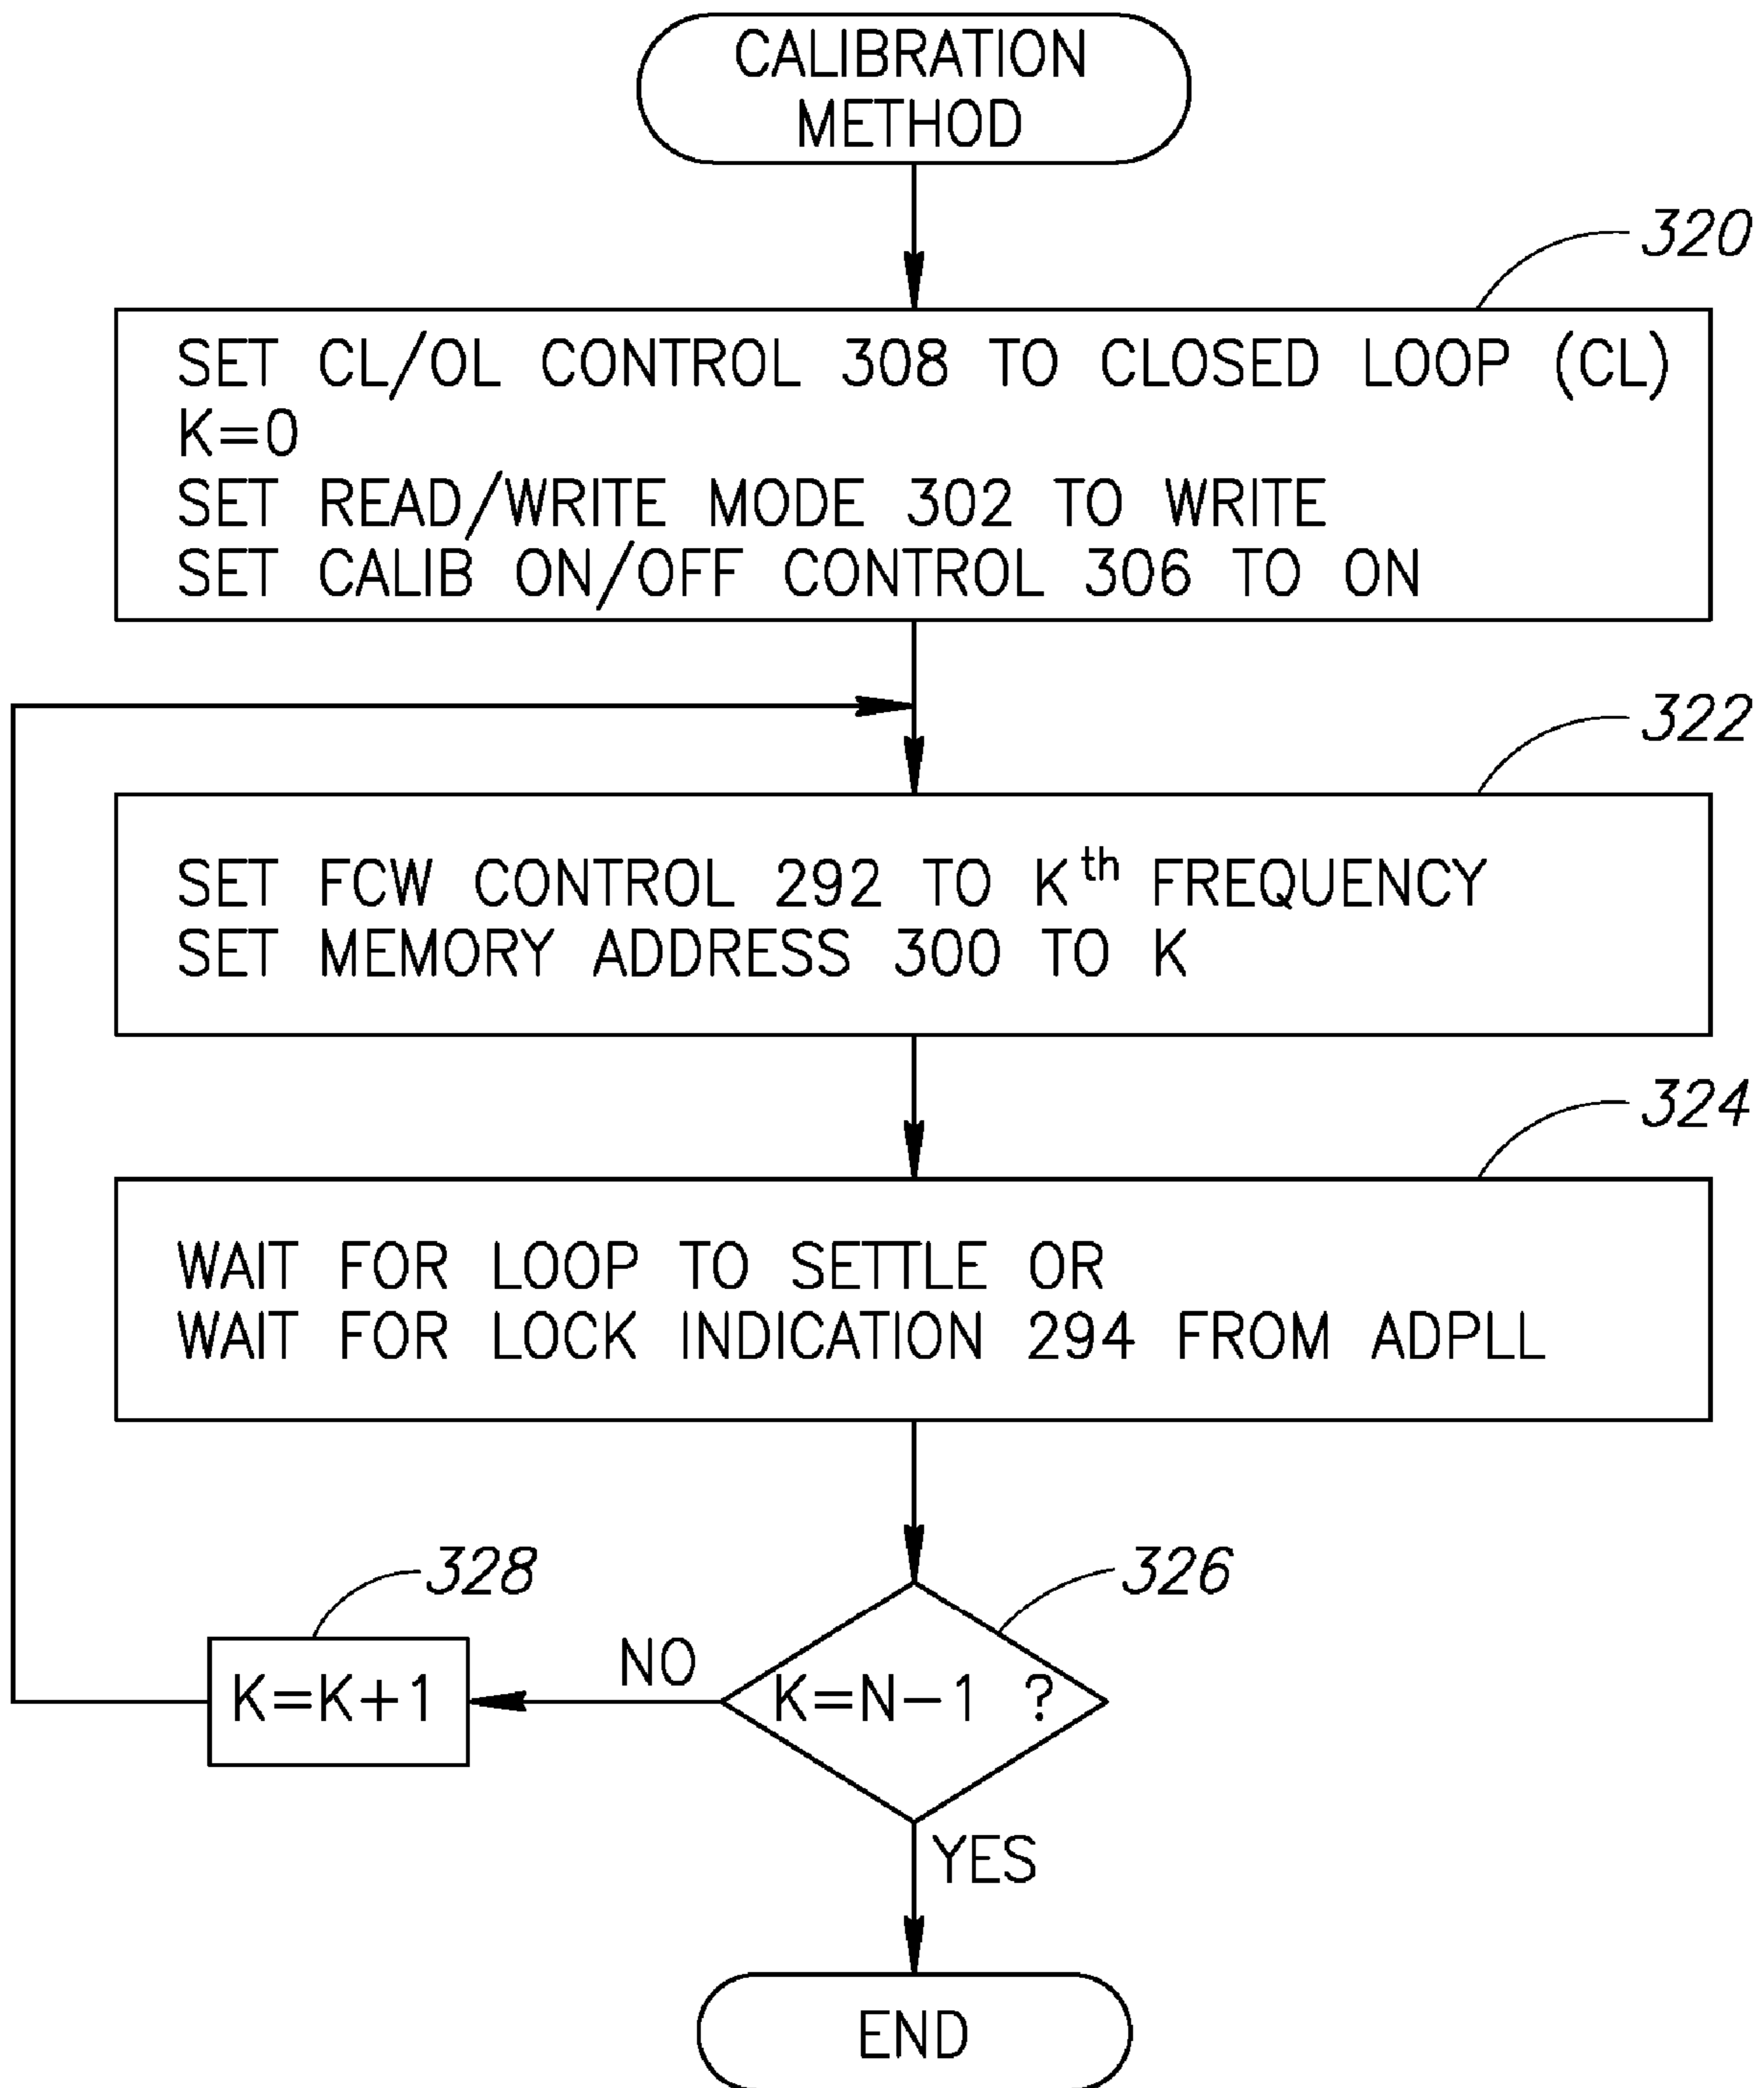 CALIBRATION
METHOD
320
SET CL/OL CONTROL 308 TO CLOSED LOOP (CL)
K=0
SET READ/WRITE MODE 302 TO WRITE
SET CALIB ON/OFF CONTROL 306 TO ON
322
SET FCW CONTROL 292 TO Kth FREQUENCY
SET MEMORY ADDRESS 300 TO K
324
WAIT FOR LOOP TO SETTLE OR
WAIT FOR LOCK INDICATION 294 FROM ADPLL
328
326
NO
K=K+1
K=N-1 ?
YES
END